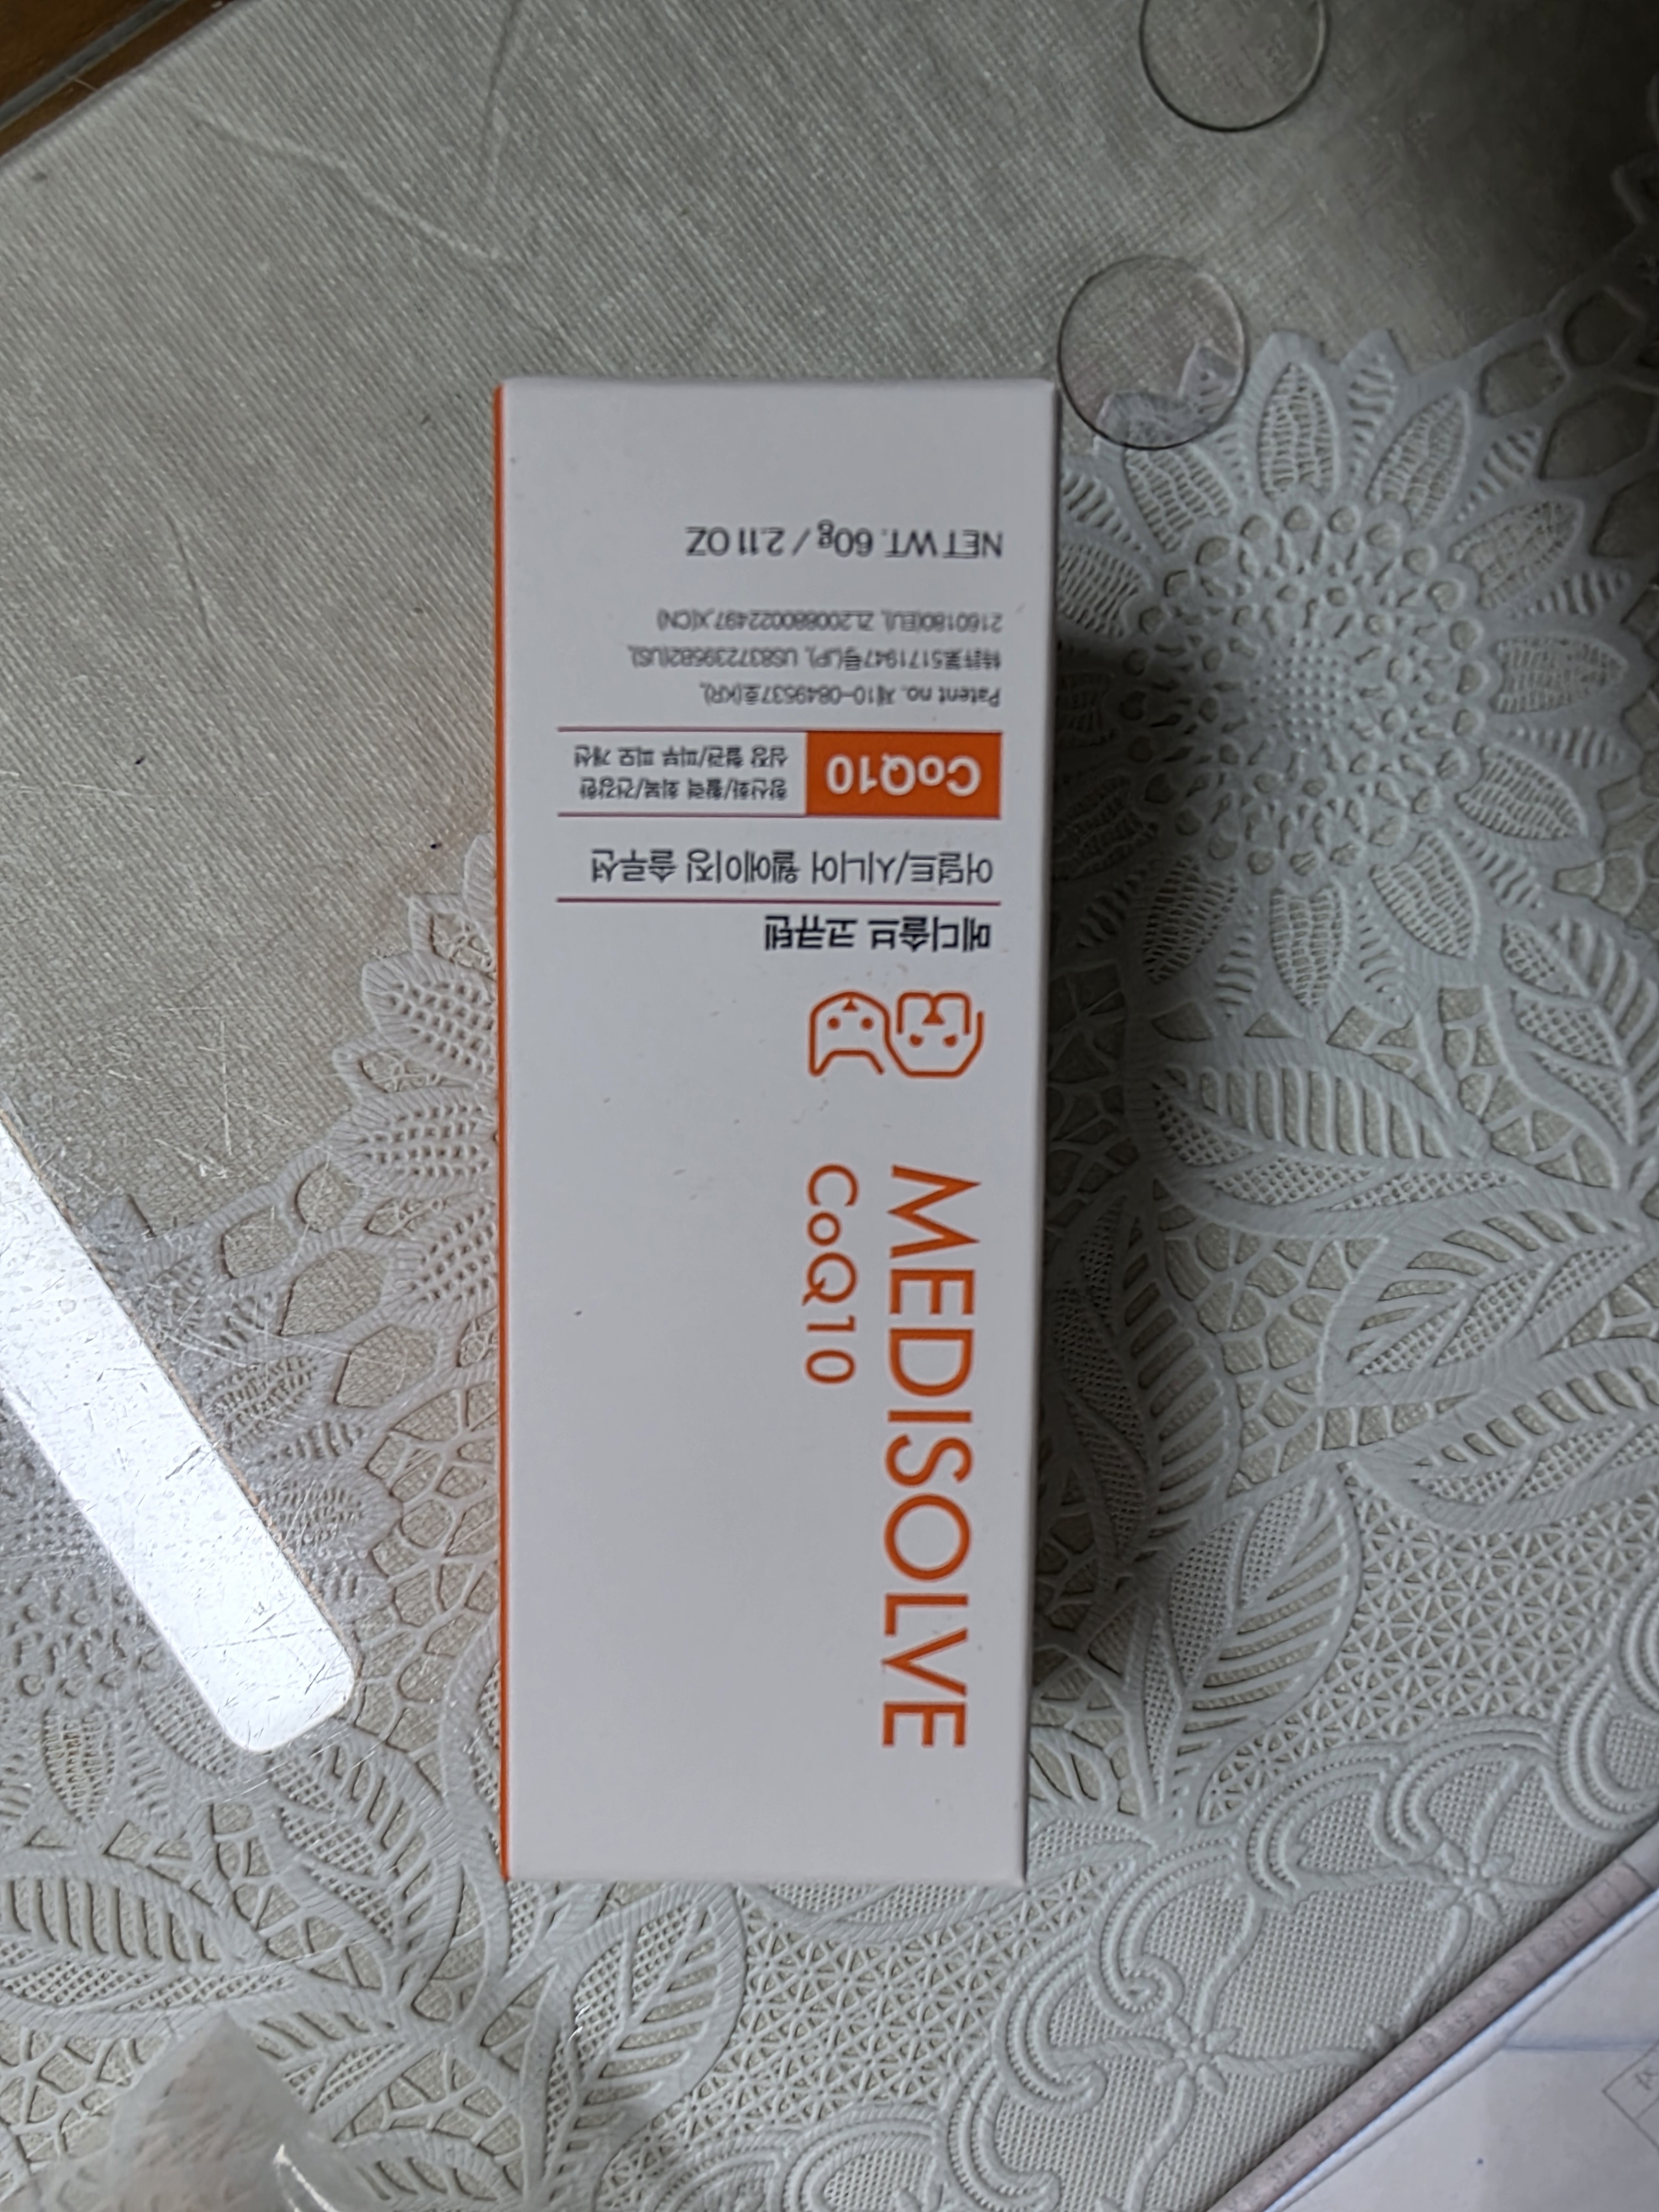 MEDISOLVE
CoQ10
메디솔브 코큐텐
어덜트/시니어 웰에이징 솔루션
CoQ10
항산화/활력 회복/건강한
심장 혈관/피부 피모 개선
Patent no. 제10-0849537호(KR),
特許第5171947号(JP), US8372395B2(US),
2160180(EU), ZL200880022497.X(CN)
NET WT. 60g / 2.11 OZ